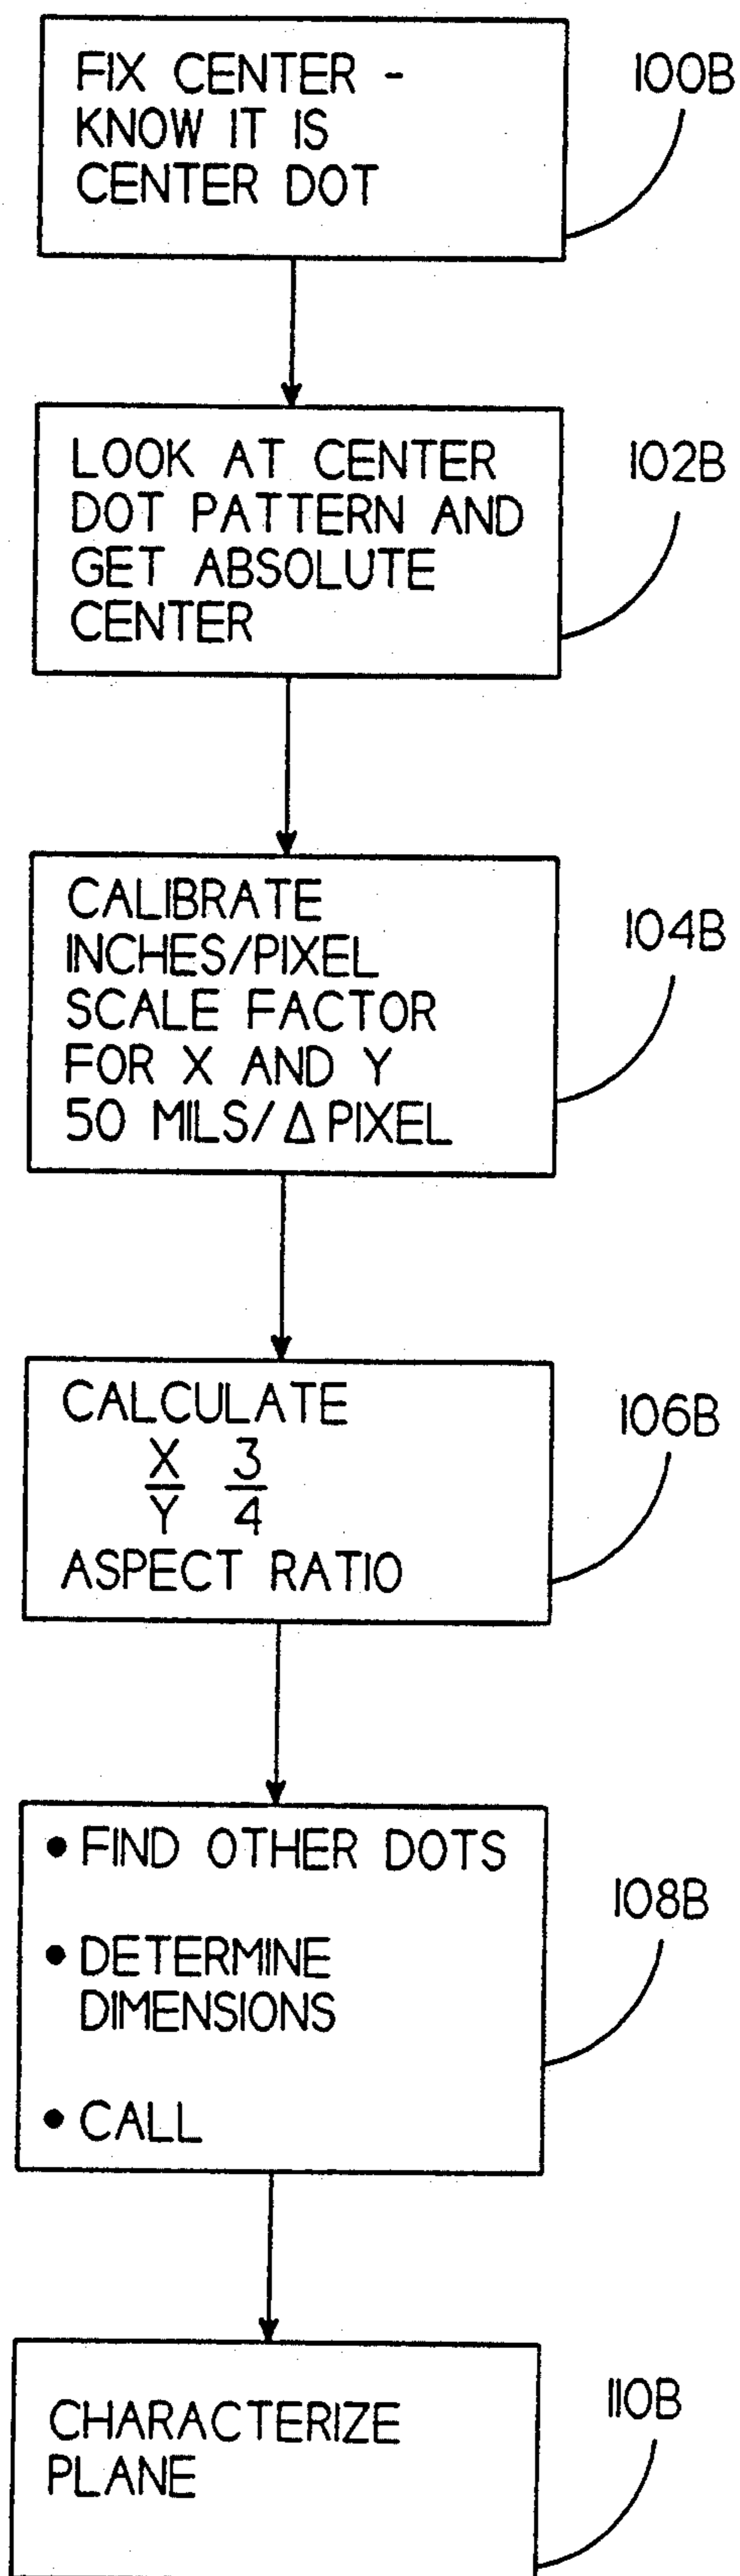 FIX CENTER -
KNOW IT IS
CENTER DOT
100B
LOOK AT CENTER
DOT PATTERN AND
GET ABSOLUTE
CENTER
102B
CALIBRATE
INCHES/PIXEL
SCALE FACTOR
FOR X AND Y
50 MILS/Δ PIXEL
104B
CALCULATE
X 3
Y 4
ASPECT RATIO
106B
• FIND OTHER DOTS
• DETERMINE
DIMENSIONS
• CALL
108B
CHARACTERIZE
PLANE
110B